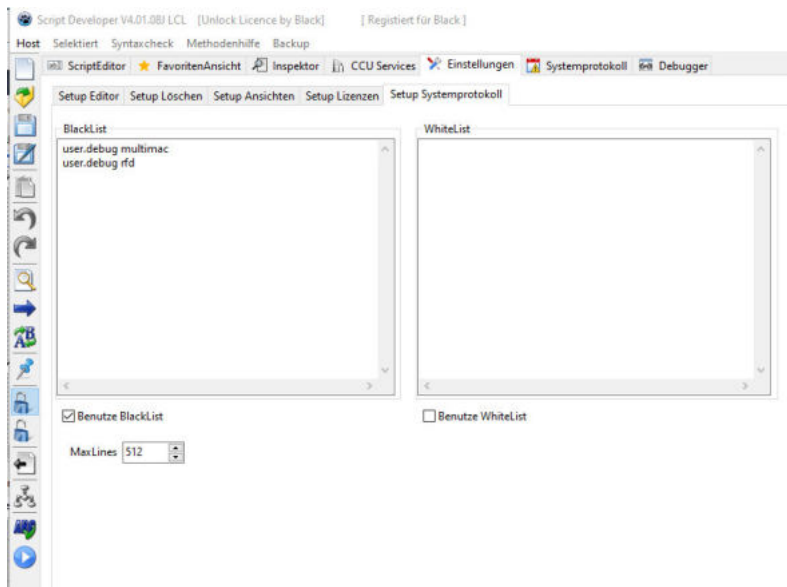 Script Developer V4.01.08J LCL [Unlock Licence by Black] [ Registiert für Black ]
Host Selektiert Syntaxcheck Methodenhilfe Backup
ScriptEditor FavoritenAnsicht Inspektor CCU Services Einstellungen Systemprotokoll Debugger
Setup Editor Setup Löschen Setup Ansichten Setup Lizenzen Setup Systemprotokoll
BlackList WhiteList
user.debug multimac
user.debug rfd
Benutze BlackList Benutze WhiteList
MaxLines 512